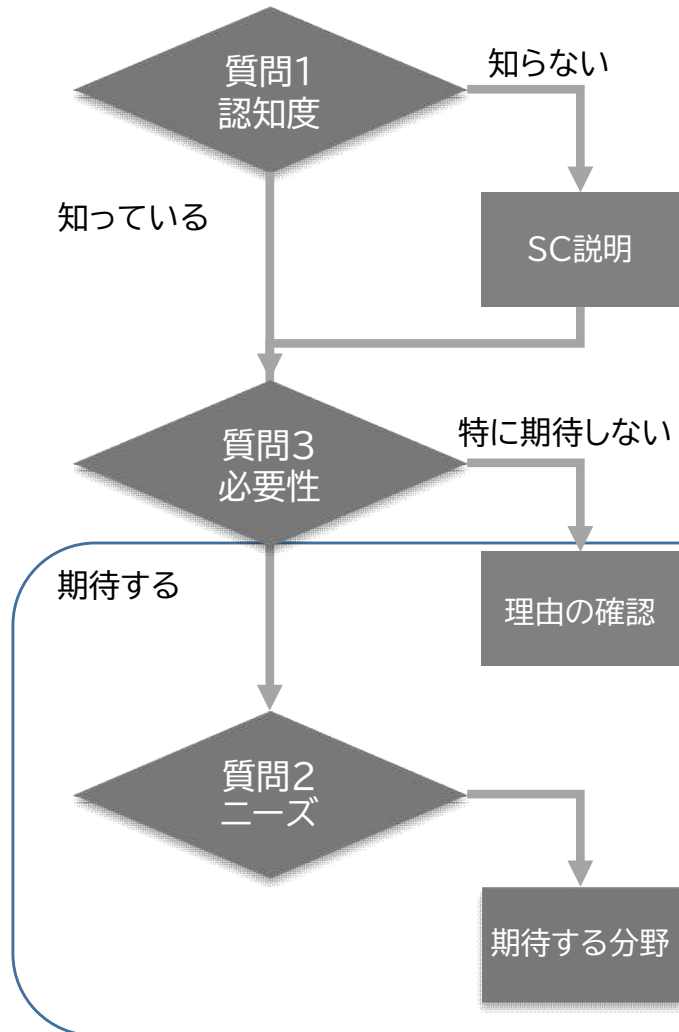 質問1
認知度
知らない
知っている
SC説明
質問3
必要性
特に期待しない
期待する
理由の確認
質問2
ニーズ
期待する分野